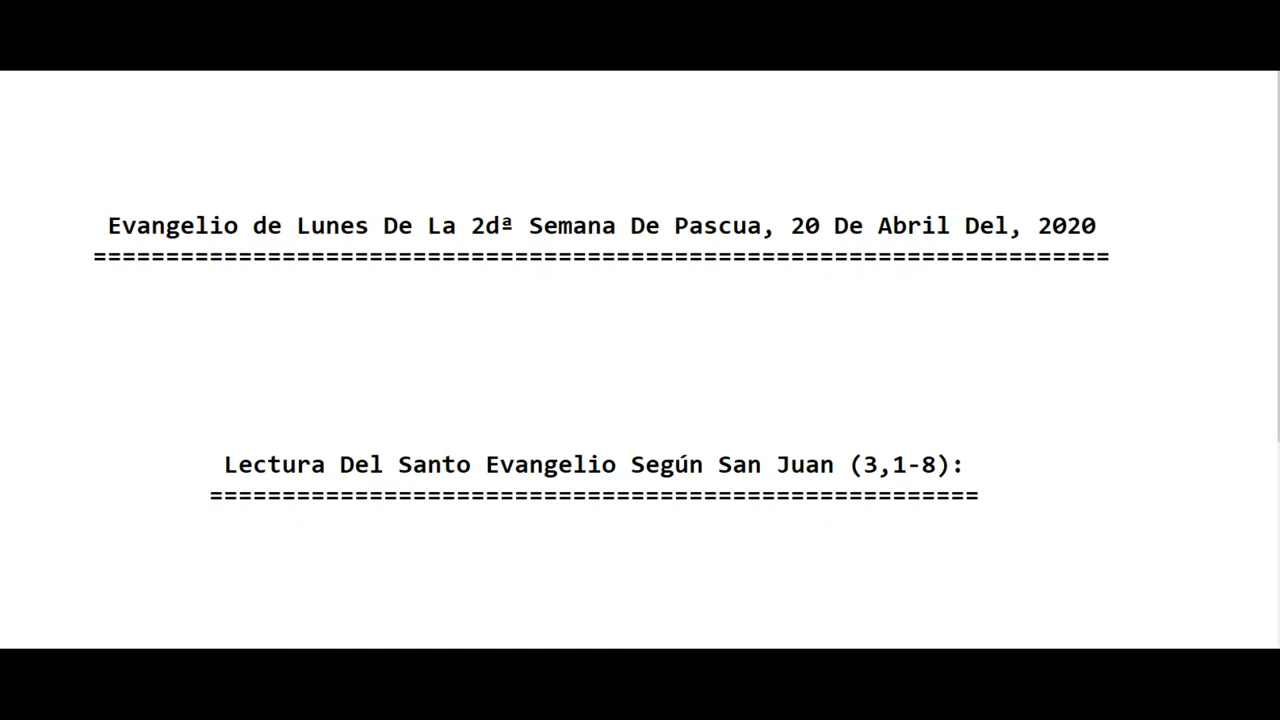 Evangelio de Lunes De La 2dª Semana De Pascua, 20 De Abril Del, 2020
======================================================================
Lectura Del Santo Evangelio Según San Juan (3,1-8):
=====================================================